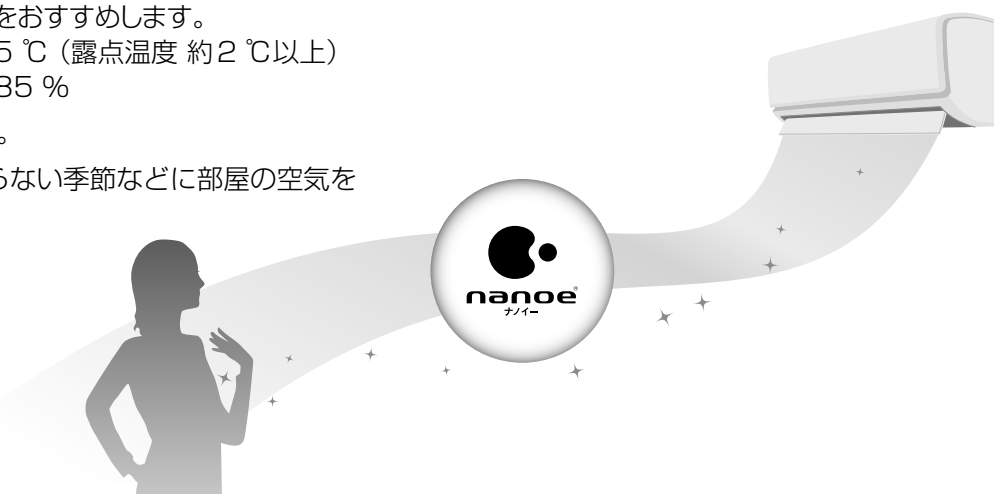 をおすすめします。
5 ℃（露点温度 約2 ℃以上）
85 %
。
らない季節などに部屋の空気を
nanoe®
ナノイー